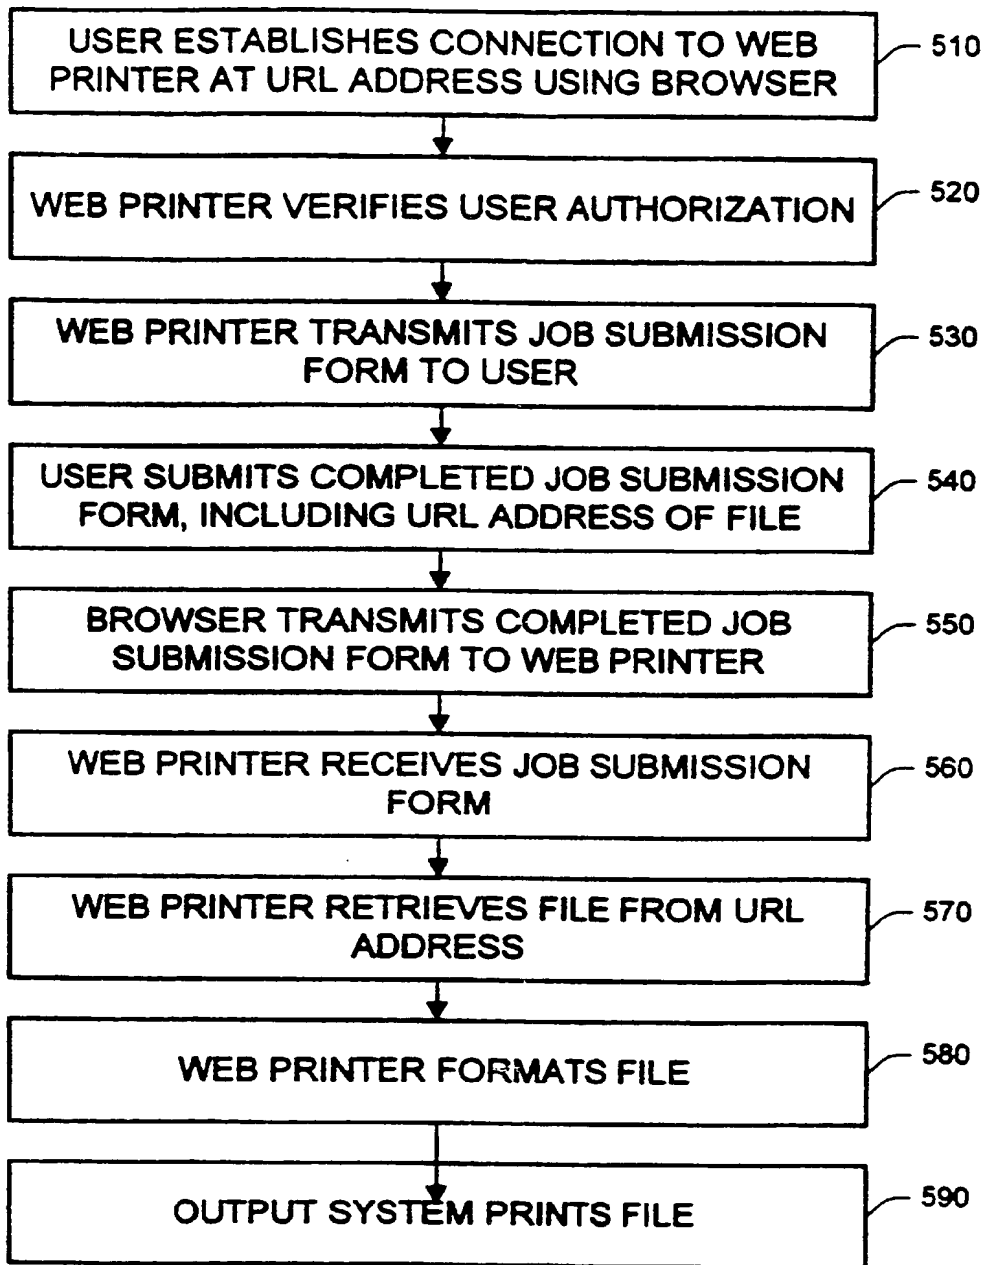 USER ESTABLISHES CONNECTION TO WEB
PRINTER AT URL ADDRESS USING BROWSER
510
WEB PRINTER VERIFIES USER AUTHORIZATION
520
WEB PRINTER TRANSMITS JOB SUBMISSION
FORM TO USER
530
USER SUBMITS COMPLETED JOB SUBMISSION
FORM, INCLUDING URL ADDRESS OF FILE
540
BROWSER TRANSMITS COMPLETED JOB
SUBMISSION FORM TO WEB PRINTER
550
WEB PRINTER RECEIVES JOB SUBMISSION
FORM
560
WEB PRINTER RETRIEVES FILE FROM URL
ADDRESS
570
WEB PRINTER FORMATS FILE
580
OUTPUT SYSTEM PRINTS FILE
590